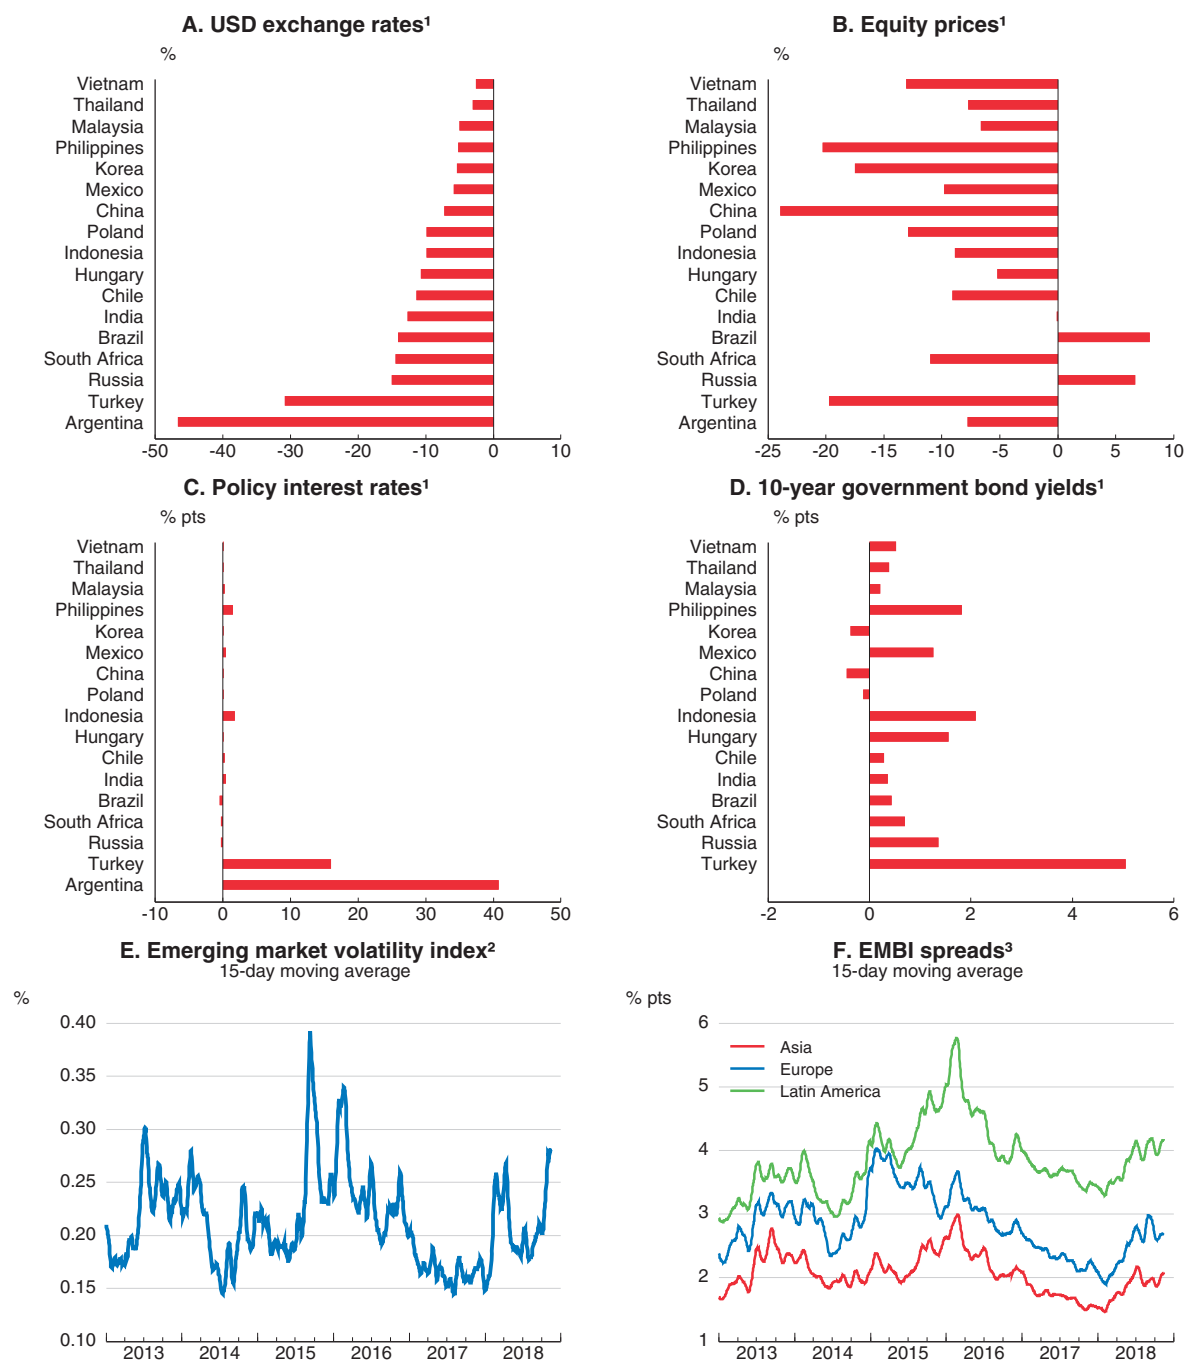 A. USD exchange rates¹
%
Vietnam
Thailand
Malaysia
Philippines
Korea
Mexico
China
Poland
Indonesia
Hungary
Chile
India
Brazil
South Africa
Russia
Turkey
Argentina
-50 -40 -30 -20 -10 0 10
B. Equity prices¹
%
Vietnam
Thailand
Malaysia
Philippines
Korea
Mexico
China
Poland
Indonesia
Hungary
Chile
India
Brazil
South Africa
Russia
Turkey
Argentina
-25 -20 -15 -10 -5 0 5 10
C. Policy interest rates¹
% pts
Vietnam
Thailand
Malaysia
Philippines
Korea
Mexico
China
Poland
Indonesia
Hungary
Chile
India
Brazil
South Africa
Russia
Turkey
Argentina
-10 0 10 20 30 40 50
D. 10-year government bond yields¹
% pts
Vietnam
Thailand
Malaysia
Philippines
Korea
Mexico
China
Poland
Indonesia
Hungary
Chile
India
Brazil
South Africa
Russia
Turkey
-2 0 2 4 6
E. Emerging market volatility index²
15-day moving average
%
0.40
0.35
0.30
0.25
0.20
0.15
0.10
2013 2014 2015 2016 2017 2018
F. EMBI spreads³
15-day moving average
% pts
6
5
4
3
2
1
Asia
Europe
Latin America
2013 2014 2015 2016 2017 2018